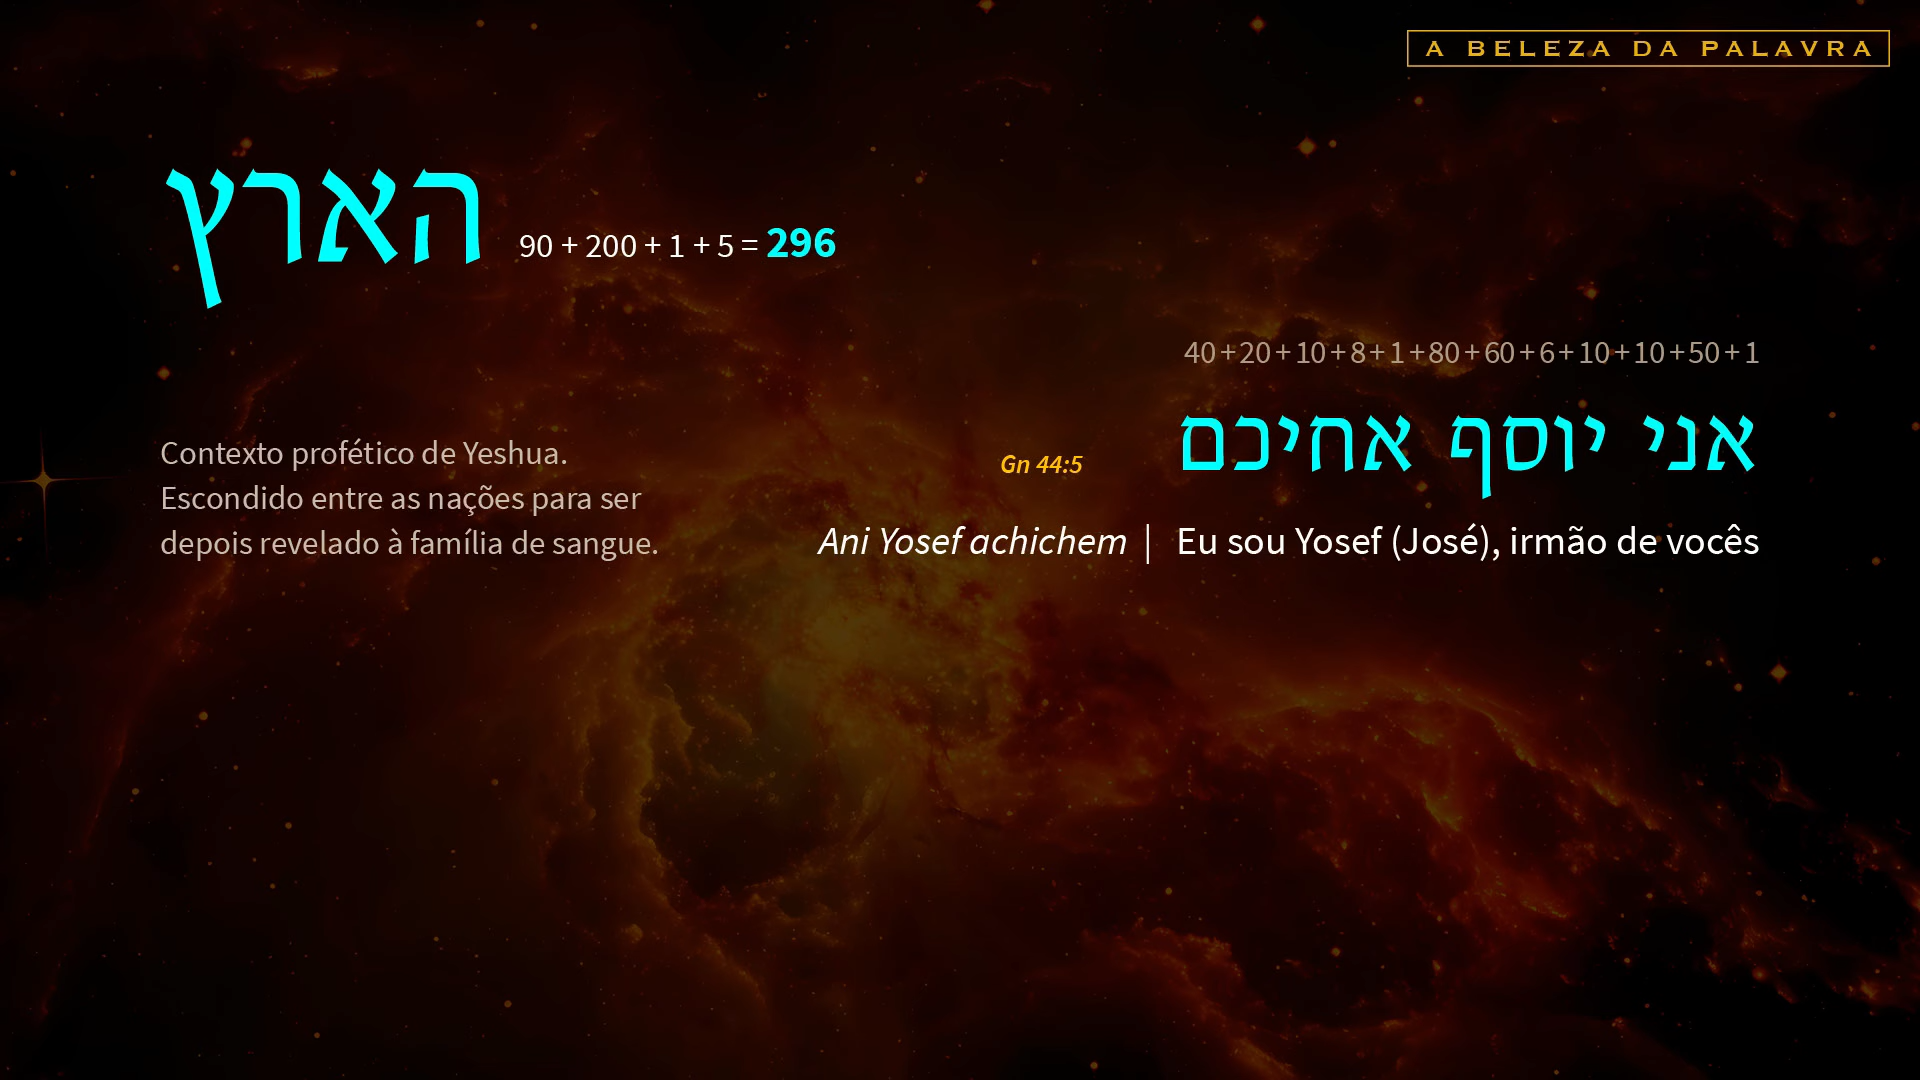 A BELEZA DA PALAVRA
הארץ
90 + 200 + 1 + 5 = 296
40+20+10+8+1+80+60+6+10+10+50+1
אני יוסף אחיכם
Gn 44:5
Ani Yosef achichem | Eu sou Yosef (José), irmão de vocês
Contexto profético de Yeshua.
Escondido entre as nações para ser
depois revelado à família de sangue.